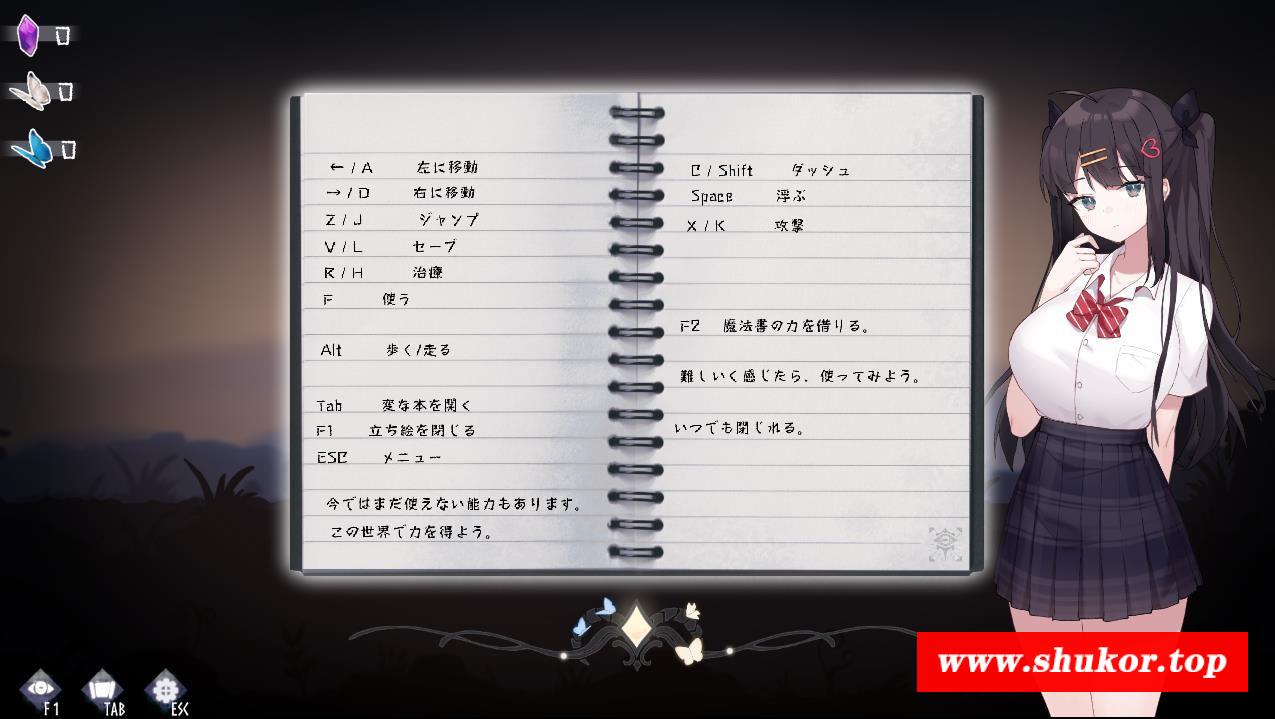 ← / A 左に移動
→ / D 右に移動
Z / J ジャンプ
V / L セーブ
R / H 治療
F 使う
Alt 歩く/走る
Tab 変な本を開く
F1 立ち絵を閉じる
ESC メニュー
今ではまだ使えない能力もあります。
この世界で力を得よう。
C / Shift ダッシュ
Space 浮ぶ
X / K 攻撃
F2 魔法書の力を借りる。
難しいく感じたら、使ってみよう。
いつでも閉じれる。
0
0
0
F1 TAB ESC
www.shukor.top